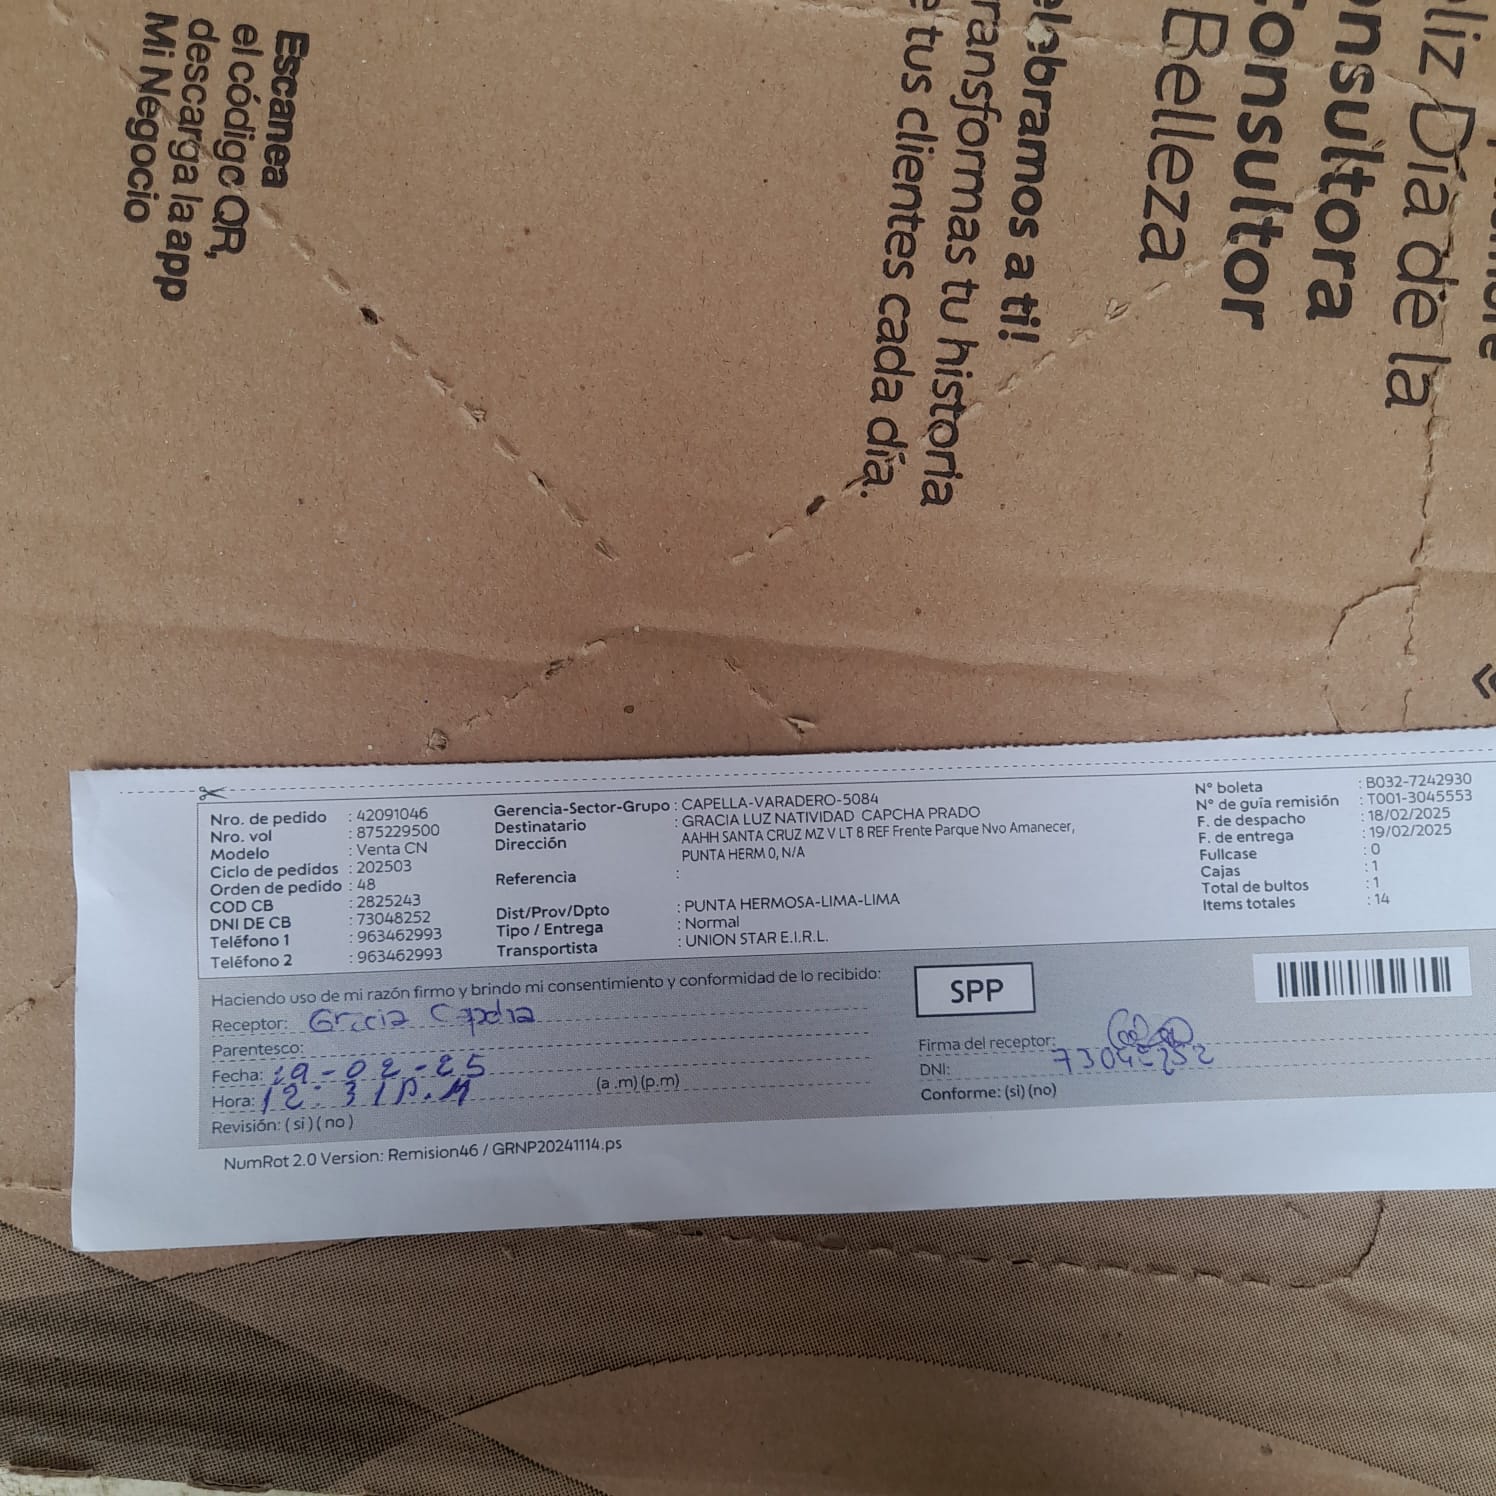 Escanea
el código QR,
descarga la app
Mi Negocio
eliz Día de la
onsultora
Consultor
Belleza
elebramos a ti!
ransformas tu historia
e tus clientes cada día.
Nro. de pedido : 42091046
Nro. vol : 875229500
Modelo : Venta CN
Ciclo de pedidos : 202503
Orden de pedido : 48
COD CB : 2825243
DNI DE CB : 73048252
Teléfono 1 : 963462993
Teléfono 2 : 963462993
Gerencia-Sector-Grupo : CAPELLA-VARADERO-5084
Destinatario : GRACIA LUZ NATIVIDAD CAPCHA PRADO
Dirección AAHH SANTA CRUZ MZ V LT 8 REF Frente Parque Nvo Amanecer,
PUNTA HERM 0, N/A
Referencia :
Dist/Prov/Dpto : PUNTA HERMOSA-LIMA-LIMA
Tipo / Entrega : Normal
Transportista : UNION STAR E.I.R.L.
N° boleta : B032-7242930
N° de guía remisión : T001-3045553
F. de despacho : 18/02/2025
F. de entrega : 19/02/2025
Fullcase : 0
Cajas : 1
Total de bultos : 1
Items totales : 14
Haciendo uso de mi razón firmo y brindo mi consentimiento y conformidad de lo recibido:
Receptor: Gracia Capcha
Parentesco:
Fecha: 19-02-25
Hora: 12:31 P.M (a.m) (p.m)
Revisión: (si) (no)
SPP
Firma del receptor:
DNI: 73048252
Conforme: (si) (no)
NumRot 2.0 Version: Remision46 / GRNP20241114.ps